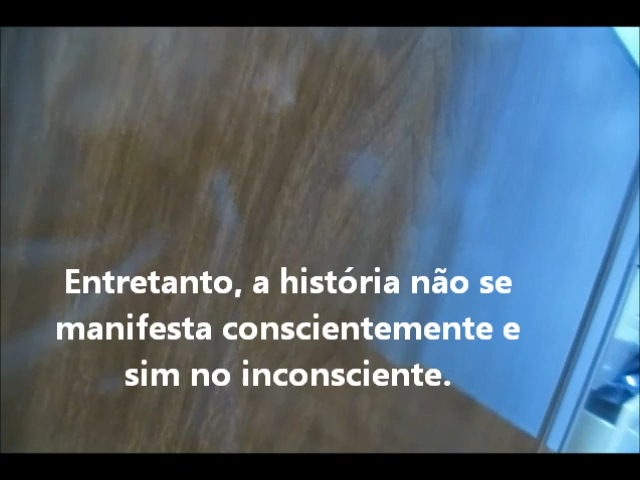 Entretanto, a história não se
manifesta conscientemente e
sim no inconsciente.